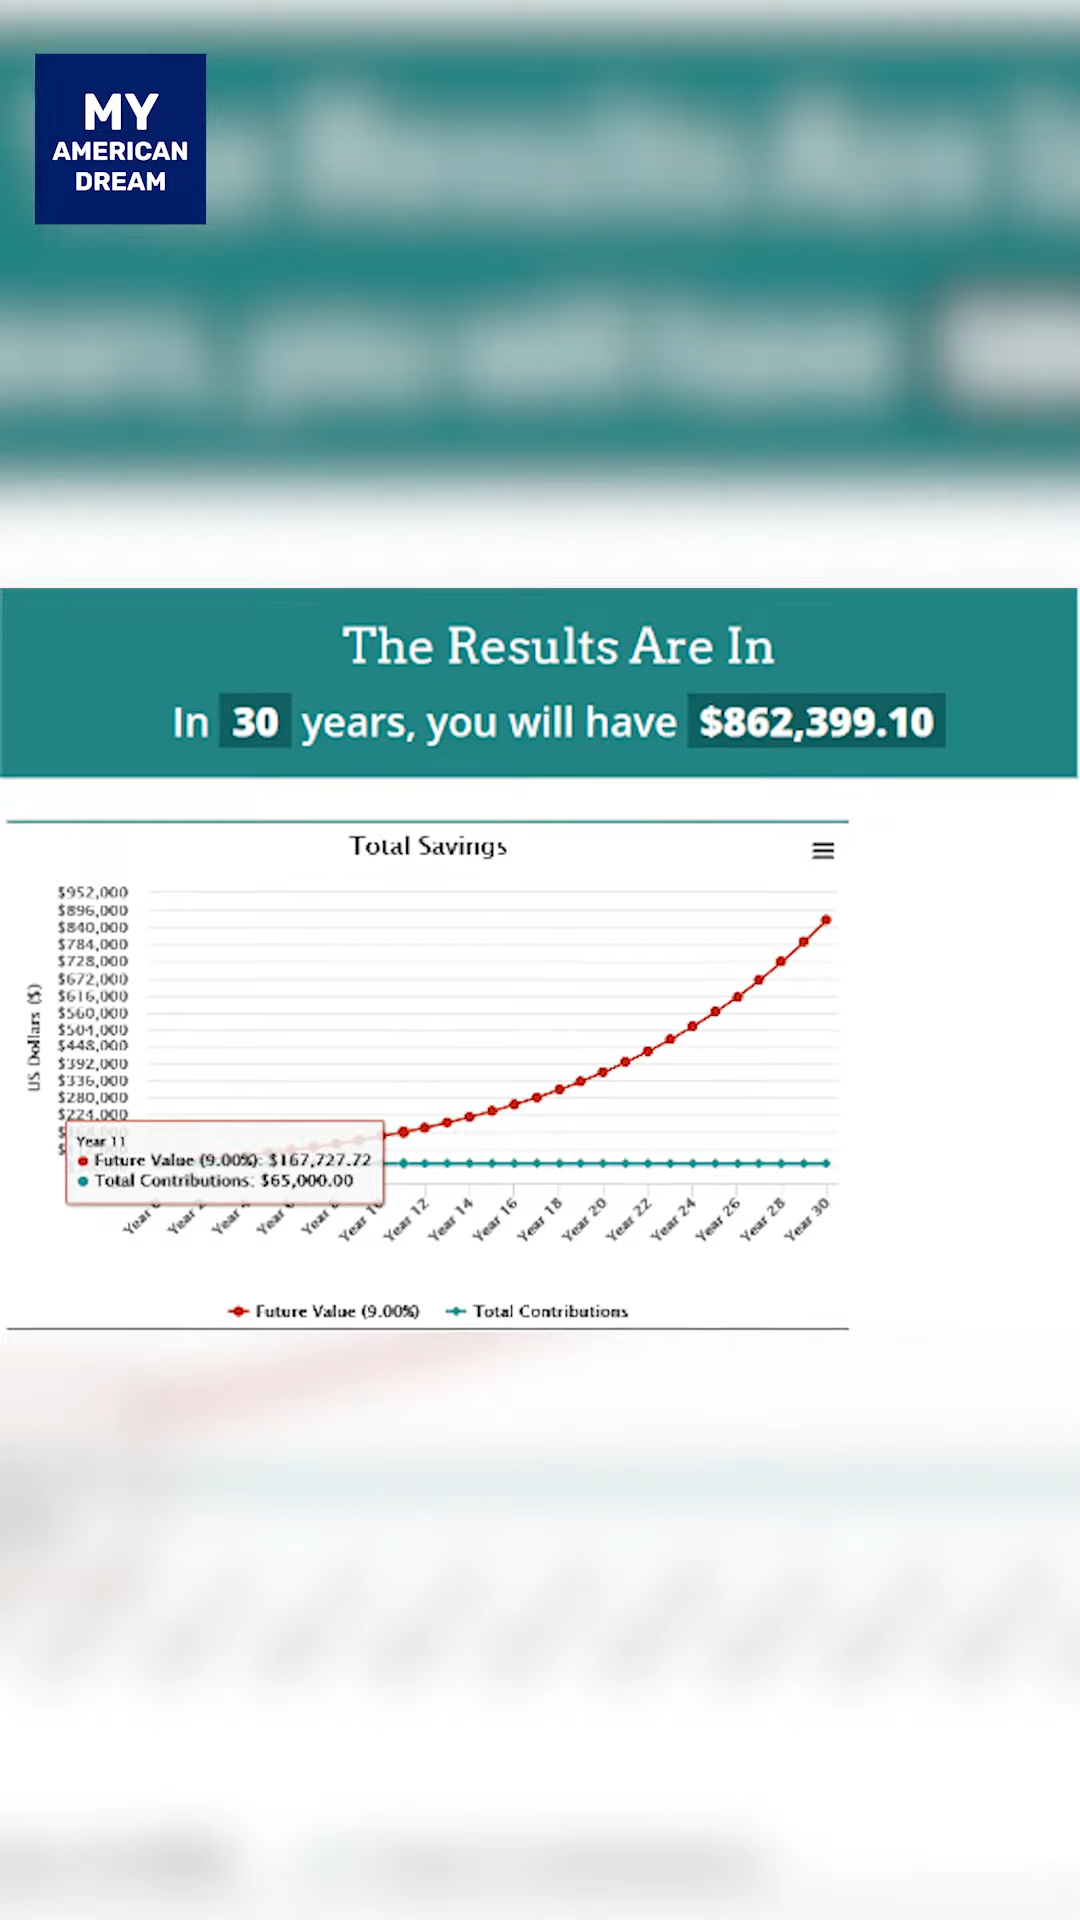 MY
AMERICAN
DREAM
The Results Are In
In 30 years, you will have $862,399.10
Total Savings
US Dollars ($)
$952,000
$896,000
$840,000
$784,000
$728,000
$672,000
$616,000
$560,000
$504,000
$448,000
$392,000
$336,000
$280,000
$224,000
Year 11
Future Value (9.00%): $167,727.72
Total Contributions: $65,000.00
Year 10
Year 12
Year 14
Year 16
Year 18
Year 20
Year 22
Year 24
Year 26
Year 28
Year 30
Future Value (9.00%)
Total Contributions